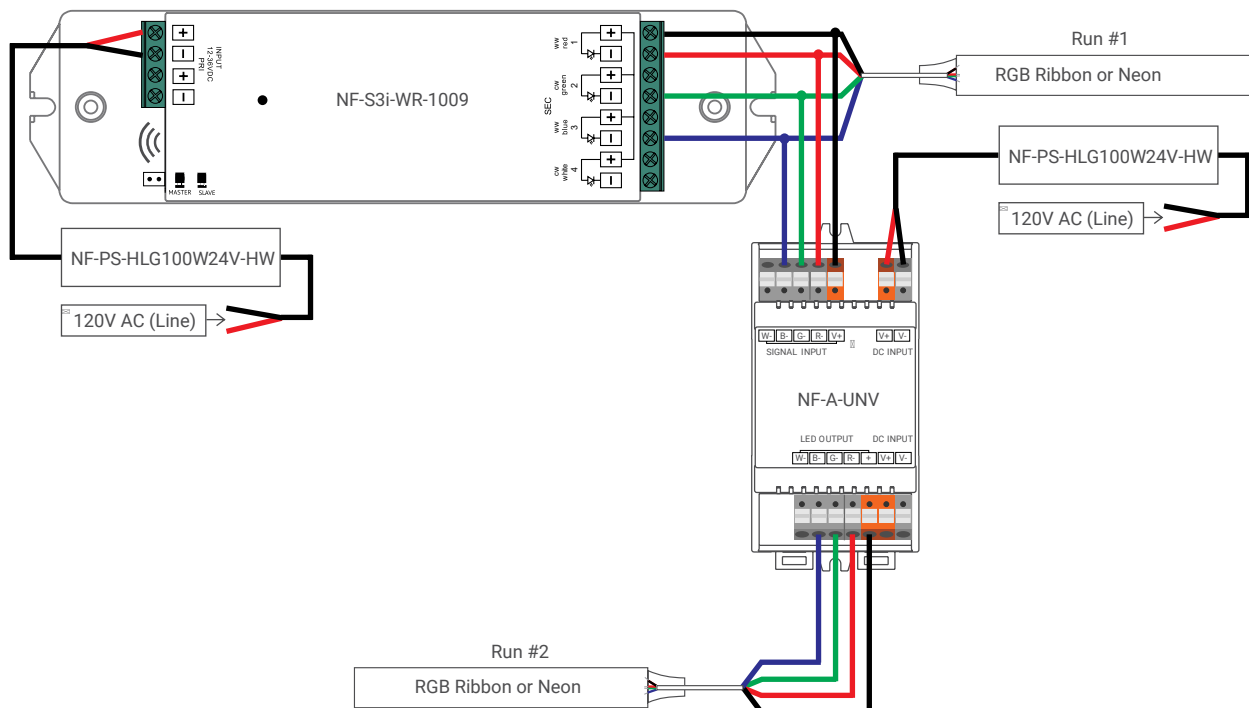 INPUT
12-36VDC
PRI
+
−
+
−
NF-S3i-WR-1009
MASTER
SLAVE
SEC
ww
red
1
+
−
cw
green
2
+
−
ww
blue
3
+
−
cw
white
4
+
−
Run #1
RGB Ribbon or Neon
NF-PS-HLG100W24V-HW
120V AC (Line)
NF-PS-HLG100W24V-HW
120V AC (Line)
W- B- G- R- V+ V+ V-
SIGNAL INPUT DC INPUT
NF-A-UNV
LED OUTPUT DC INPUT
W- B- G- R- + V+ V-
Run #2
RGB Ribbon or Neon